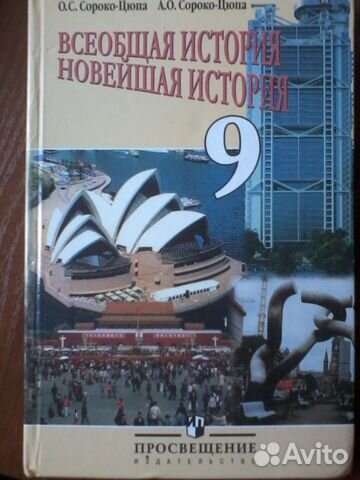 О.С. Сороко-Цюпа А.О. Сороко-Цюпа
ВСЕОБЩАЯ ИСТОРИЯ
НОВЕЙШАЯ ИСТОРИЯ
9
ПРОСВЕЩЕНИЕ
ИЗДАТЕЛЬСТВО
Avito